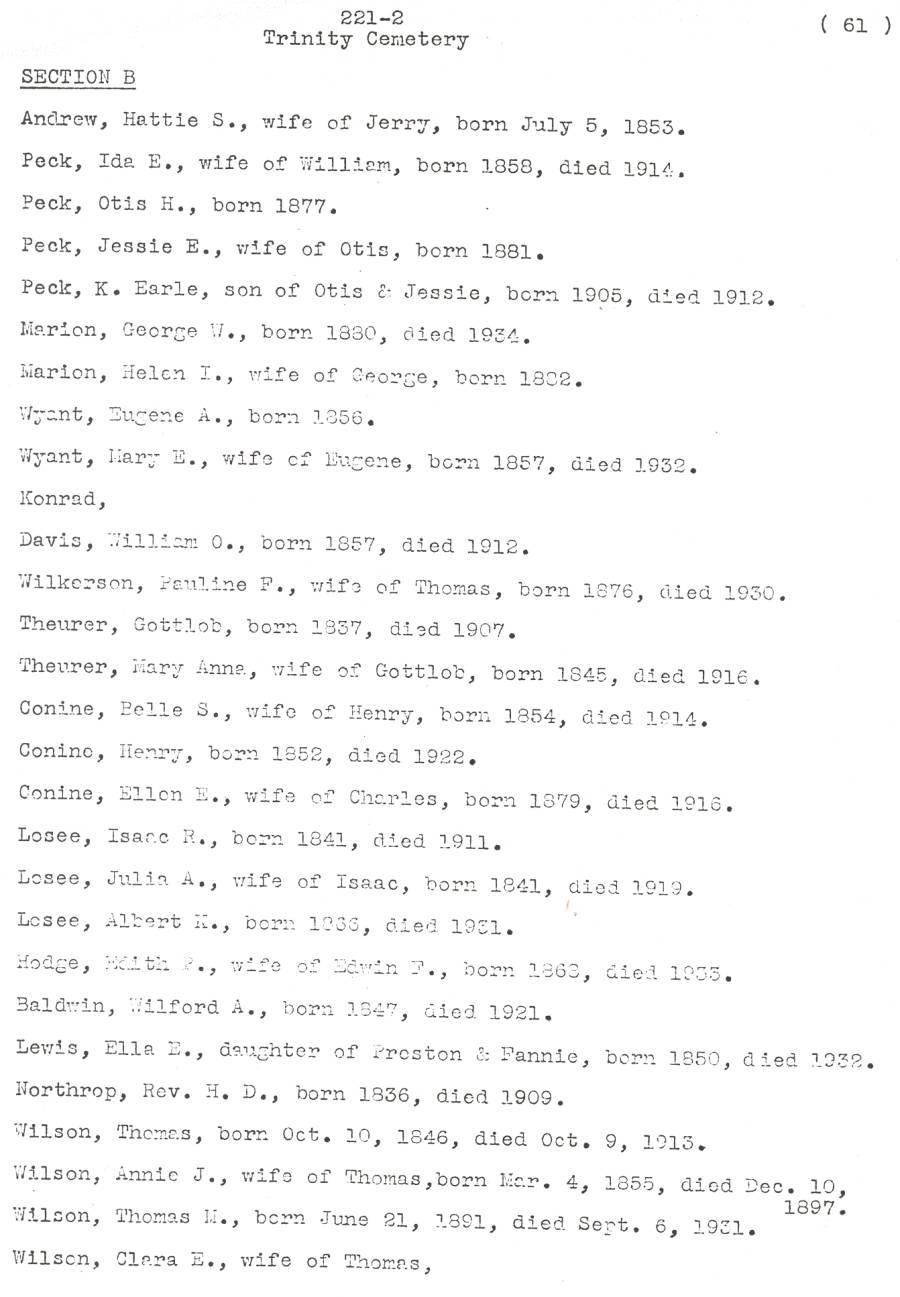 221-2
( 61 )
Trinity Cemetery
SECTION B
Andrew, Hattie S., wife of Jerry, born July 5, 1853.
Peck, Ida E., wife of William, born 1858, died 1914.
Peck, Otis H., born 1877.
Peck, Jessie E., wife of Otis, born 1881.
Peck, K. Earle, son of Otis & Jessie, born 1905, died 1912.
Marion, George W., born 1880, died 1934.
Marion, Helen I., wife of George, born 1882.
Wyant, Eugene A., born 1856.
Wyant, Mary E., wife of Eugene, born 1857, died 1932.
Konrad,
Davis, William O., born 1857, died 1912.
Wilkerson, Pauline F., wife of Thomas, born 1876, died 1930.
Theurer, Gottlob, born 1837, died 1907.
Theurer, Mary Anna, wife of Gottlob, born 1845, died 1916.
Conine, Belle S., wife of Henry, born 1854, died 1914.
Conine, Henry, born 1852, died 1922.
Conine, Ellen E., wife of Charles, born 1879, died 1916.
Losee, Isaac R., born 1841, died 1911.
Losee, Julia A., wife of Isaac, born 1841, died 1919.
Losee, Albert K., born 1866, died 1931.
Hodge, Edith wife of Edwin F., born 1863, died 1933.
Baldwin, Wilford A., born 1847, died 1921.
Lewis, Ella E., daughter of Preston & Fannie, born 1850, died 1932.
Northrop, Rev. H. D., born 1836, died 1909.
Wilson, Thomas, born Oct. 10, 1846, died Oct. 9, 1913.
Wilson, Annie J., wife of Thomas,born Mar. 4, 1855, died Dec. 10,
1897.
Wilson, Thomas M., born June 21, 1891, died Sept. 6, 1931.
Wilson, Clara E., wife of Thomas,